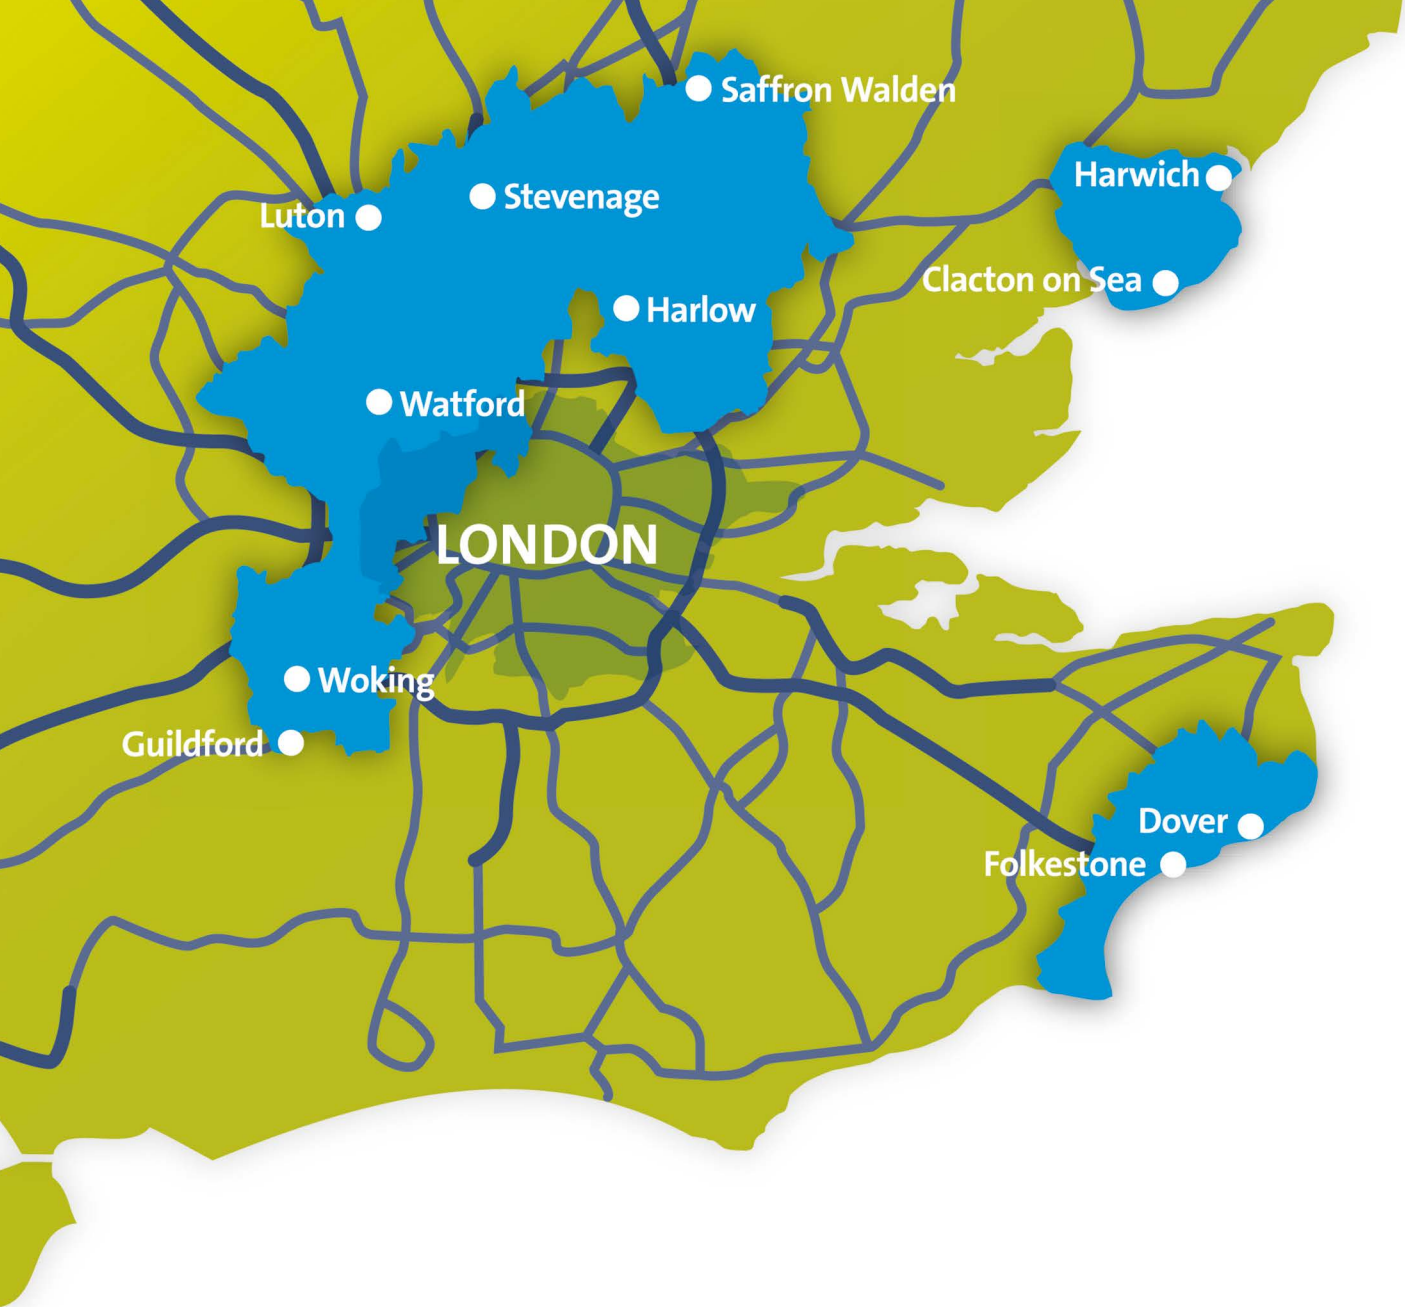 Saffron Walden
Harwich
Stevenage
Luton
Clacton on Sea
Harlow
Watford
LONDON
Woking
Guildford
Dover
Folkestone